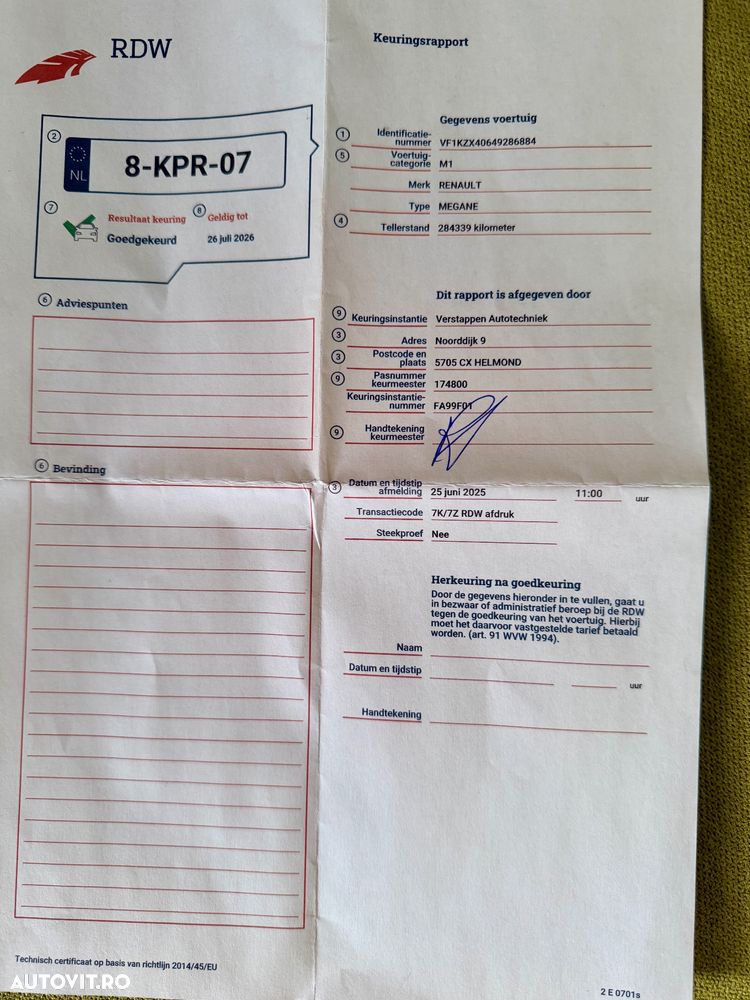 RDW
Keuringsrapport
2
NL
8-KPR-07
7
Resultaat keuring
Goedgekeurd
8
Geldig tot
26 juli 2026
6 Adviespunten
6 Bevinding
Gegevens voertuig
1 Identificatie-
nummer VF1KZX40649286884
5 Voertuig-
categorie M1
Merk RENAULT
Type MEGANE
4 Tellerstand 284339 kilometer
Dit rapport is afgegeven door
9 Keuringsinstantie Verstappen Autotechniek
3 Adres Noorddijk 9
3 Postcode en
plaats 5705 CX HELMOND
9 Pasnummer
keurmeester 174800
Keuringsinstantie-
nummer FA99F01
9 Handtekening
keurmeester
3 Datum en tijdstip
afmelding 25 juni 2025 11:00 uur
Transactiecode 7K/7Z RDW afdruk
Steekproef Nee
Herkeuring na goedkeuring
Door de gegevens hieronder in te vullen, gaat u
in bezwaar of administratief beroep bij de RDW
tegen de goedkeuring van het voertuig. Hierbij
moet het daarvoor vastgestelde tarief betaald
worden. (art. 91 WVW 1994).
Naam
Datum en tijdstip uur
Handtekening
Technisch certificaat op basis van richtlijn 2014/45/EU
2 E 0701s
AUTOVIT.RO